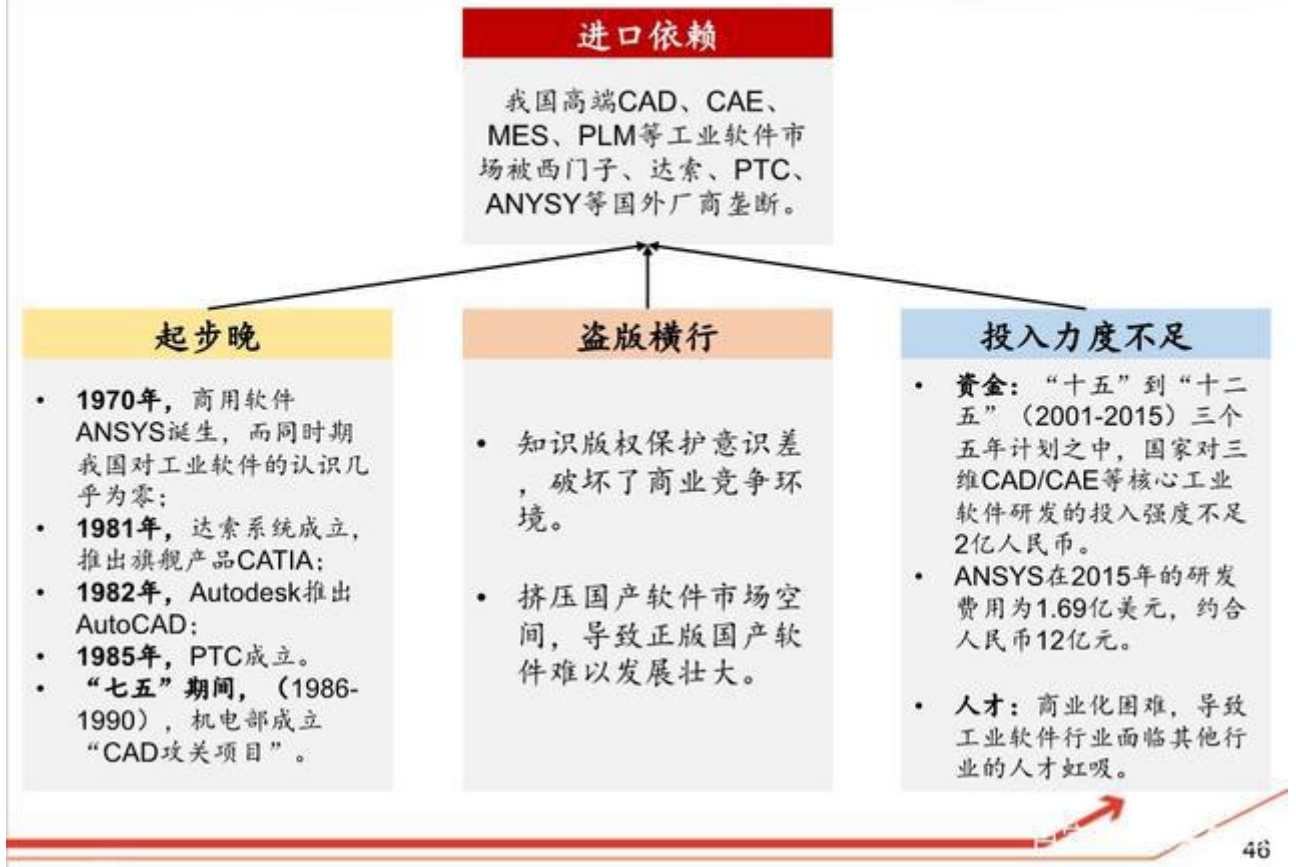 进口依赖
我国高端CAD、CAE、
MES、PLM等工业软件市
场被西门子、达索、PTC、
ANYSY等国外厂商垄断。
起步晚
• 1970年，商用软件
ANSYS诞生，而同时期
我国对工业软件的认识几
乎为零；
• 1981年，达索系统成立，
推出旗舰产品CATIA；
• 1982年，Autodesk推出
AutoCAD；
• 1985年，PTC成立。
• “七五”期间，（1986-
1990），机电部成立
“CAD攻关项目”。
盗版横行
• 知识版权保护意识差
，破坏了商业竞争环
境。
• 挤压国产软件市场空
间，导致正版国产软
件难以发展壮大。
投入力度不足
• 资金：“十五”到“十二
五”（2001-2015）三个
五年计划之中，国家对三
维CAD/CAE等核心工业
软件研发的投入强度不足
2亿人民币。
• ANSYS在2015年的研发
费用为1.69亿美元，约合
人民币12亿元。
• 人才：商业化困难，导致
工业软件行业面临其他行
业的人才虹吸。
46